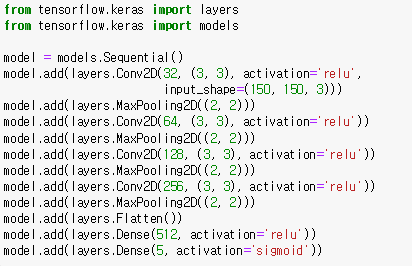 from tensorflow.keras import layers
from tensorflow.keras import models

model = models.Sequential()
model.add(layers.Conv2D(32, (3, 3), activation='relu',
                        input_shape=(150, 150, 3)))
model.add(layers.MaxPooling2D((2, 2)))
model.add(layers.Conv2D(64, (3, 3), activation='relu'))
model.add(layers.MaxPooling2D((2, 2)))
model.add(layers.Conv2D(128, (3, 3), activation='relu'))
model.add(layers.MaxPooling2D((2, 2)))
model.add(layers.Conv2D(256, (3, 3), activation='relu'))
model.add(layers.MaxPooling2D((2, 2)))
model.add(layers.Flatten())
model.add(layers.Dense(512, activation='relu'))
model.add(layers.Dense(5, activation='sigmoid'))